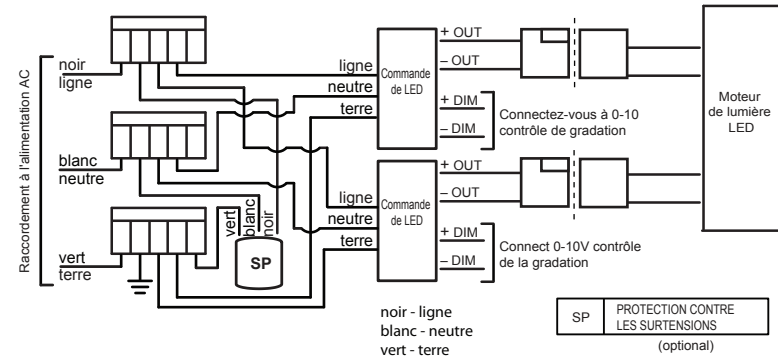 Raccordement à l'alimentation AC
noir
ligne
blanc
neutre
vert
terre
vert
blanc
noir
SP
ligne
neutre
terre
Commande
de LED
+ OUT
– OUT
+ DIM
– DIM
Connectez-vous à 0-10
contrôle de gradation
ligne
neutre
terre
Commande
de LED
+ OUT
– OUT
+ DIM
– DIM
Connect 0-10V contrôle
de la gradation
Moteur
de lumière
LED
noir - ligne
blanc - neutre
vert - terre
SP
PROTECTION CONTRE
LES SURTENSIONS
(optional)